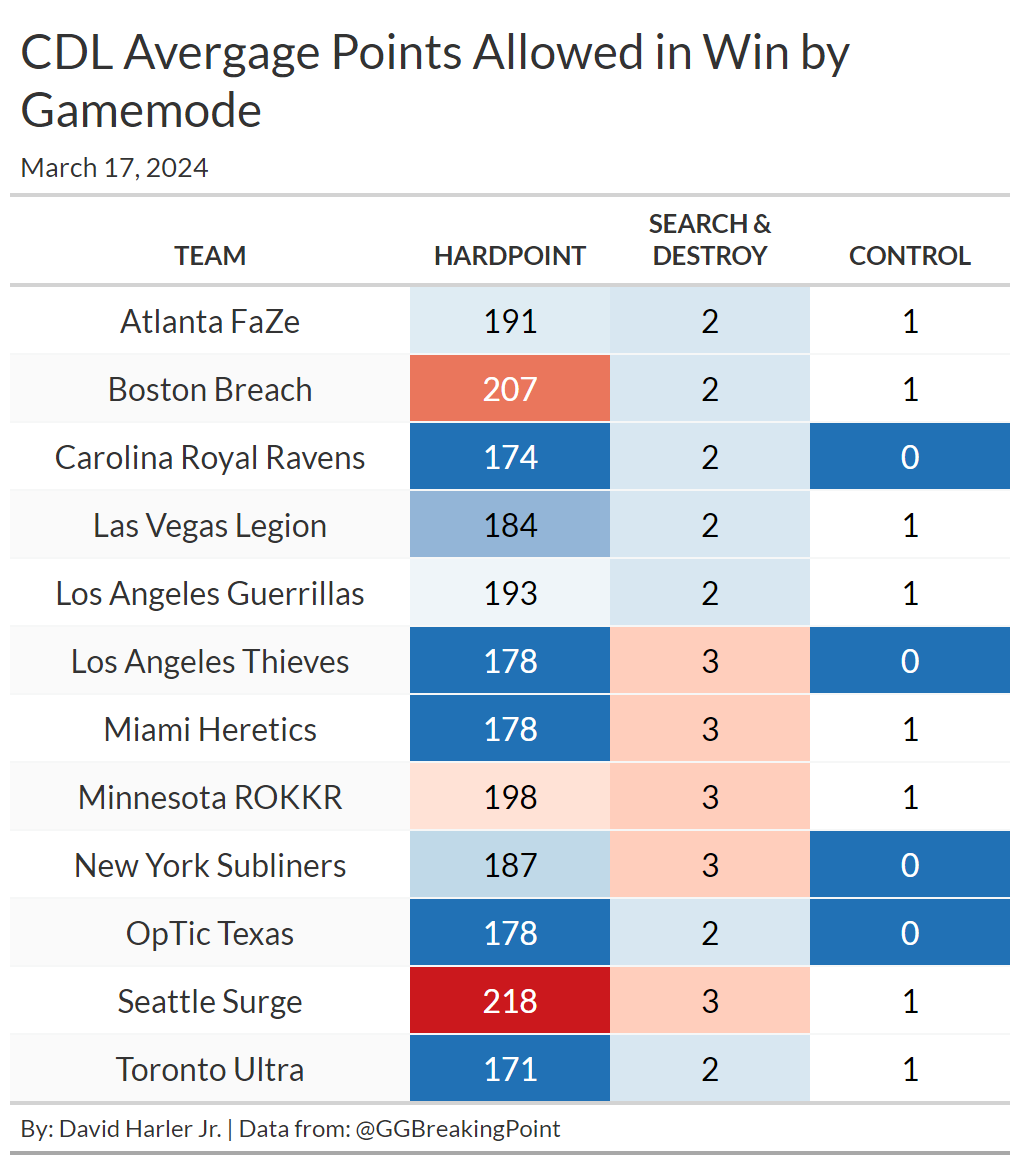 CDL Avergage Points Allowed in Win by
Gamemode
March 17, 2024
TEAM HARDPOINT SEARCH & DESTROY CONTROL
Atlanta FaZe 191 2 1
Boston Breach 207 2 1
Carolina Royal Ravens 174 2 0
Las Vegas Legion 184 2 1
Los Angeles Guerrillas 193 2 1
Los Angeles Thieves 178 3 0
Miami Heretics 178 3 1
Minnesota ROKKR 198 3 1
New York Subliners 187 3 0
OpTic Texas 178 2 0
Seattle Surge 218 3 1
Toronto Ultra 171 2 1
By: David Harler Jr. | Data from: @GGBreakingPoint